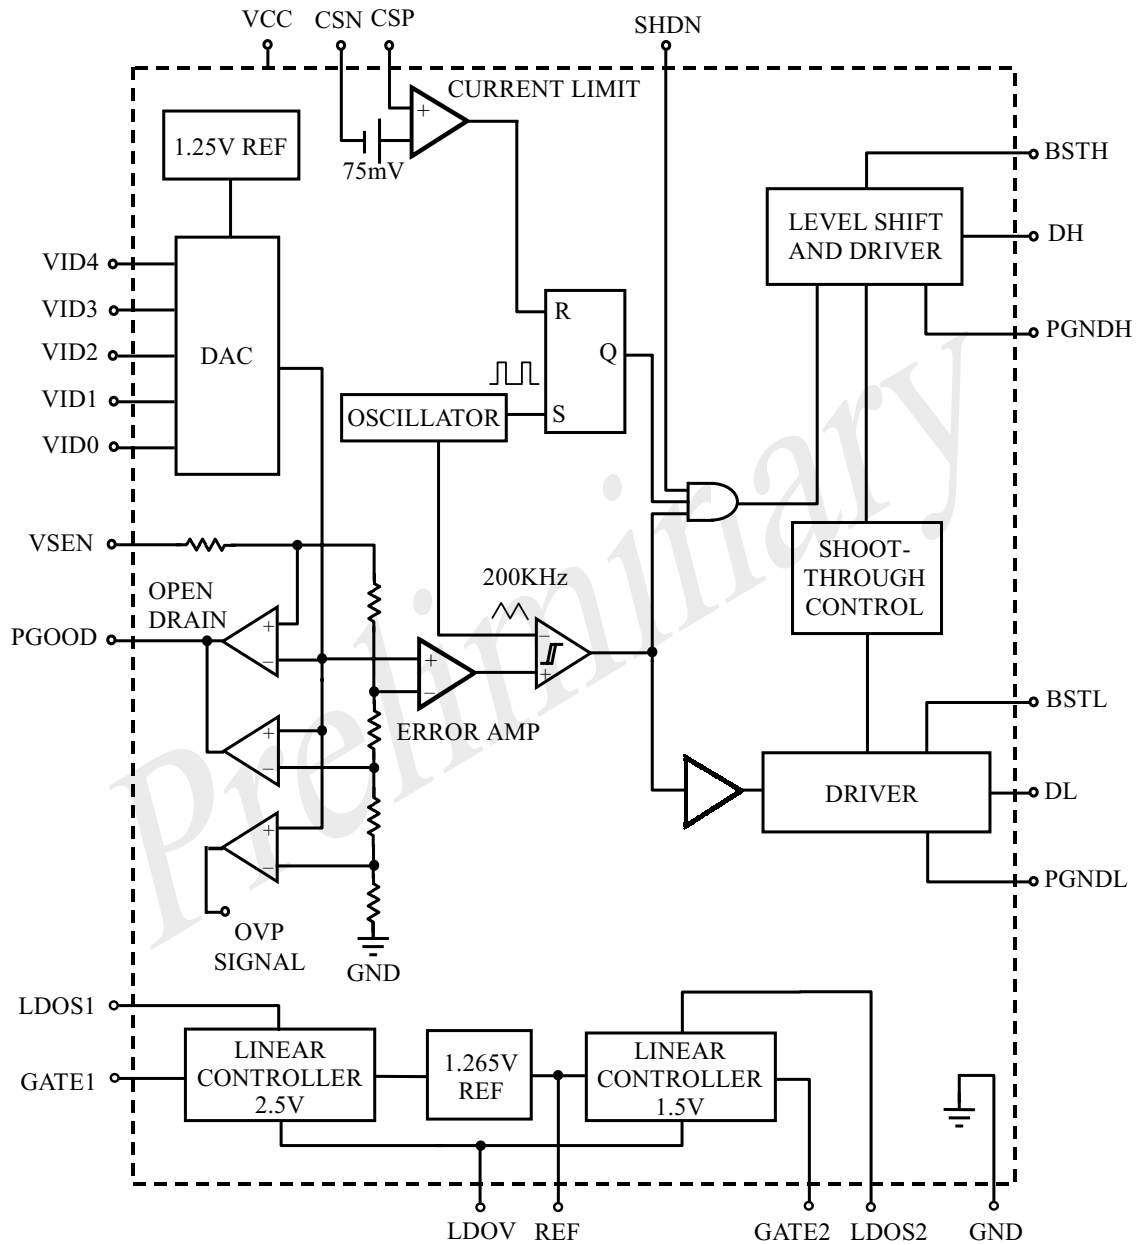 VCC
CSN
CSP
SHDN
CURRENT LIMIT
+
75mV
1.25V REF
BSTH
LEVEL SHIFT
AND DRIVER
DH
PGNDH
VID4
VID3
VID2
VID1
VID0
DAC
R
Q
S
OSCILLATOR
VSEN
OPEN
DRAIN
PGOOD
+
−
200KHz
−
+
+
−
ERROR AMP
SHOOT-
THROUGH
CONTROL
+
−
BSTL
DRIVER
DL
PGNDL
+
−
OVP
SIGNAL
GND
Preliminary
LDOS1
GATE1
LINEAR
CONTROLLER
2.5V
1.265V
REF
LINEAR
CONTROLLER
1.5V
LDOV
REF
GATE2
LDOS2
GND